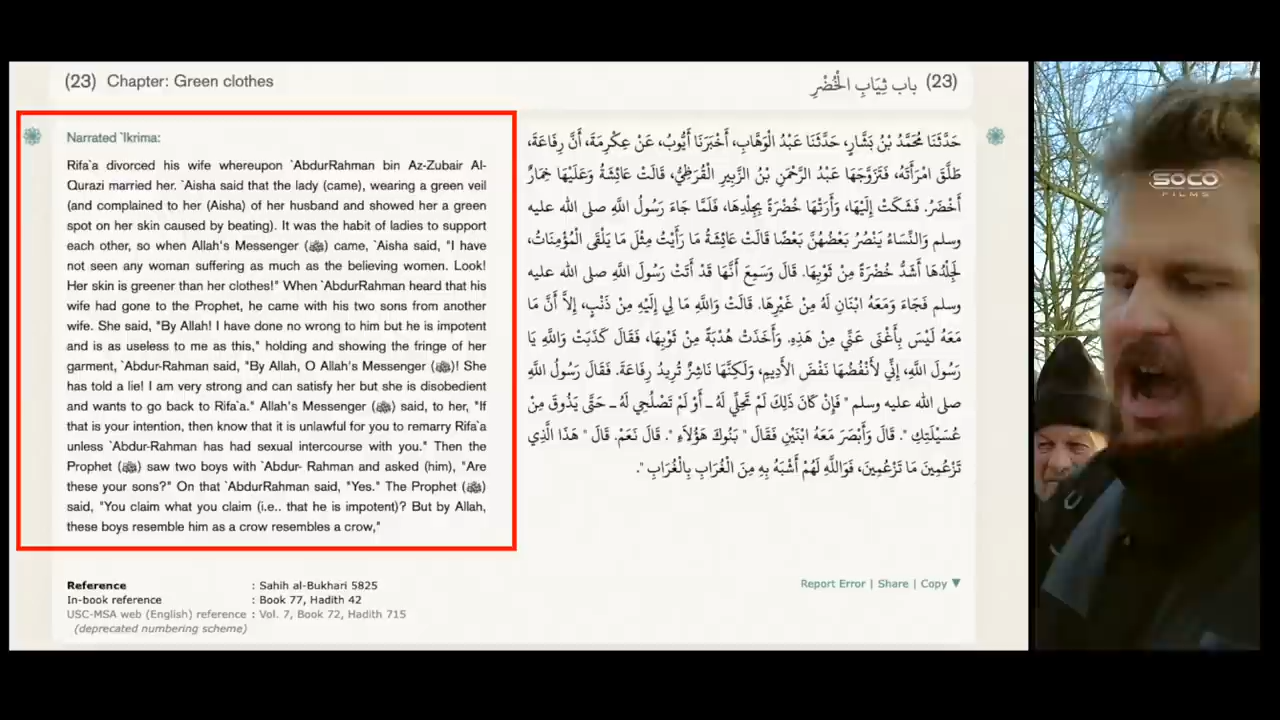 (23) Chapter: Green clothes
(23) باب ثِيَابِ الْخُضْرِ
Narrated `Ikrima:
Rifa`a divorced his wife whereupon `AbdurRahman bin Az-Zubair Al-
Qurazi married her. `Aisha said that the lady (came), wearing a green veil
(and complained to her (Aisha) of her husband and showed her a green
spot on her skin caused by beating). It was the habit of ladies to support
each other, so when Allah's Messenger (ﷺ) came, `Aisha said, "I have
not seen any woman suffering as much as the believing women. Look!
Her skin is greener than her clothes!" When `AbdurRahman heard that his
wife had gone to the Prophet, he came with his two sons from another
wife. She said, "By Allah! I have done no wrong to him but he is impotent
and is as useless to me as this," holding and showing the fringe of her
garment, `Abdur-Rahman said, "By Allah, O Allah's Messenger (ﷺ)! She
has told a lie! I am very strong and can satisfy her but she is disobedient
and wants to go back to Rifa`a." Allah's Messenger (ﷺ) said, to her, "If
that is your intention, then know that it is unlawful for you to remarry Rifa`a
unless `Abdur-Rahman has had sexual intercourse with you." Then the
Prophet (ﷺ) saw two boys with `Abdur- Rahman and asked (him), "Are
these your sons?" On that `AbdurRahman said, "Yes." The Prophet (ﷺ)
said, "You claim what you claim (i.e.. that he is impotent)? But by Allah,
these boys resemble him as a crow resembles a crow,"
حَدَّثَنَا مُحَمَّدُ بْنُ بَشَّارٍ، حَدَّثَنَا عَبْدُ الْوَهَّابِ، أَخْبَرَنَا أَيُّوبُ، عَنْ عِكْرِمَةَ، أَنَّ رِفَاعَةَ،
طَلَّقَ امْرَأَتَهُ، فَتَزَوَّجَهَا عَبْدُ الرَّحْمَنِ بْنُ الزَّبِيرِ الْقُرَظِيُّ، قَالَتْ عَائِشَةُ وَعَلَيْهَا خِمَارٌ
أَخْضَرُ. فَشَكَتْ إِلَيْهَا، وَأَرَتْهَا خُضْرَةً بِجِلْدِهَا، فَلَمَّا جَاءَ رَسُولُ اللَّهِ صلى الله عليه
وسلم وَالنِّسَاءُ يَنْصُرُ بَعْضُهُنَّ بَعْضًا قَالَتْ عَائِشَةُ مَا رَأَيْتُ مِثْلَ مَا يَلْقَى الْمُؤْمِنَاتُ،
لَجِلْدُهَا أَشَدُّ خُضْرَةً مِنْ ثَوْبِهَا. قَالَ وَسَمِعَ أَنَّهَا قَدْ أَتَتْ رَسُولَ اللَّهِ صلى الله عليه
وسلم فَجَاءَ وَمَعَهُ ابْنَانِ لَهُ مِنْ غَيْرِهَا. قَالَتْ وَاللَّهِ مَا لِي إِلَيْهِ مِنْ ذَنْبٍ، إِلاَّ أَنَّ مَا
مَعَهُ لَيْسَ بِأَغْنَى عَنِّي مِنْ هَذِهِ. وَأَخَذَتْ هُدْبَةً مِنْ ثَوْبِهَا، فَقَالَ كَذَبَتْ وَاللَّهِ يَا
رَسُولَ اللَّهِ، إِنِّي لأَنْفُضُهَا نَفْضَ الأَدِيمِ، وَلَكِنَّهَا نَاشِزٌ تُرِيدُ رِفَاعَةَ. فَقَالَ رَسُولُ اللَّهِ
صلى الله عليه وسلم " فَإِنْ كَانَ ذَلِكَ لَمْ تَحِلِّي لَهُ ـ أَوْ لَمْ تَصْلُحِي لَهُ ـ حَتَّى يَذُوقَ مِنْ
عُسَيْلَتِكِ ". قَالَ وَأَبْصَرَ مَعَهُ ابْنَيْنِ فَقَالَ " بَنُوكَ هَؤُلاَءِ ". قَالَ نَعَمْ. قَالَ " هَذَا الَّذِي
تَزْعُمِينَ مَا تَزْعُمِينَ، فَوَاللَّهِ لَهُمْ أَشْبَهُ بِهِ مِنَ الْغُرَابِ بِالْغُرَابِ ".
Reference : Sahih al-Bukhari 5825
In-book reference : Book 77, Hadith 42
USC-MSA web (English) reference : Vol. 7, Book 72, Hadith 715
(deprecated numbering scheme)
Report Error | Share | Copy ▼
SOCO
FILMS